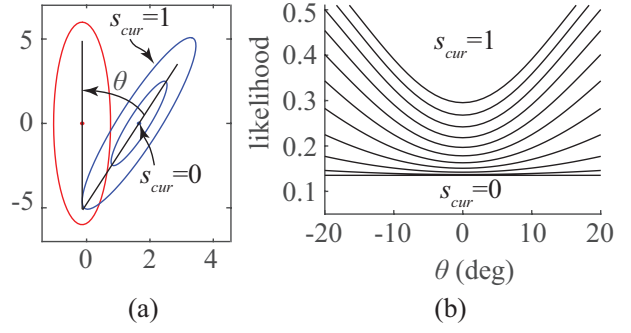 s_cur=1
5
θ
0
s_cur=0
-5
0 2 4
(a)
0.5
s_cur=1
0.4
likelihood
0.3
0.2
s_cur=0
0.1
-20 -10 0 10 20
θ (deg)
(b)